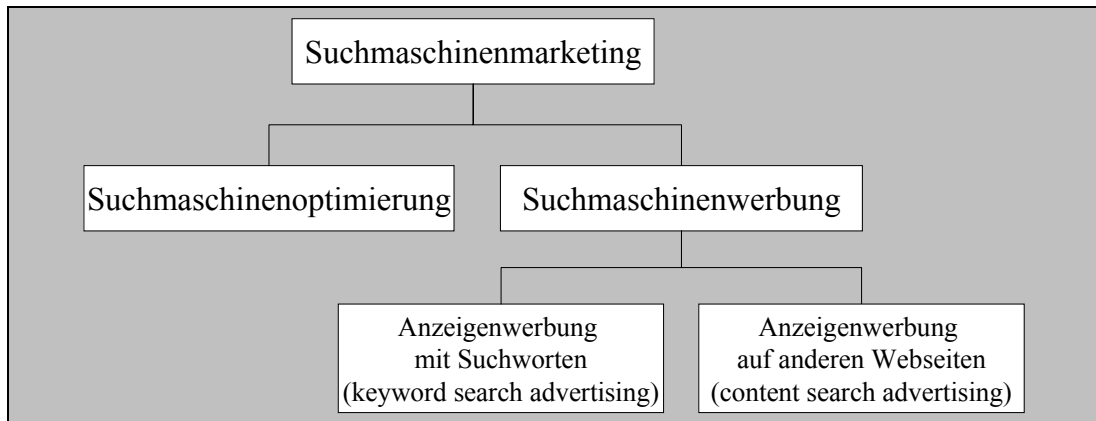 Suchmaschinenmarketing
Suchmaschinenoptimierung
Suchmaschinenwerbung
Anzeigenwerbung
mit Suchworten
(keyword search advertising)
Anzeigenwerbung
auf anderen Webseiten
(content search advertising)